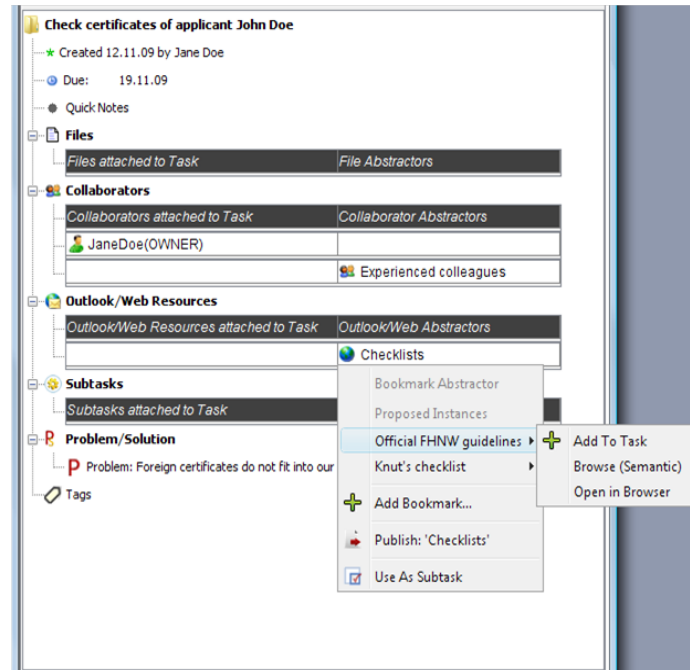 Check certificates of applicant John Doe
Created 12.11.09 by Jane Doe
Due: 19.11.09
Quick Notes
Files
Files attached to Task File Abstractors
Collaborators
Collaborators attached to Task Collaborator Abstractors
JaneDoe(OWNER)
Experienced colleagues
Outlook/Web Resources
Outlook/Web Resources attached to Task Outlook/Web Abstractors
Checklists
Subtasks
Subtasks attached to Task
Problem/Solution
Problem: Foreign certificates do not fit into our
Tags
Bookmark Abstractor
Proposed Instances
Official FHNW guidelines
Knut's checklist
Add Bookmark...
Publish: 'Checklists'
Use As Subtask
Add To Task
Browse (Semantic)
Open in Browser